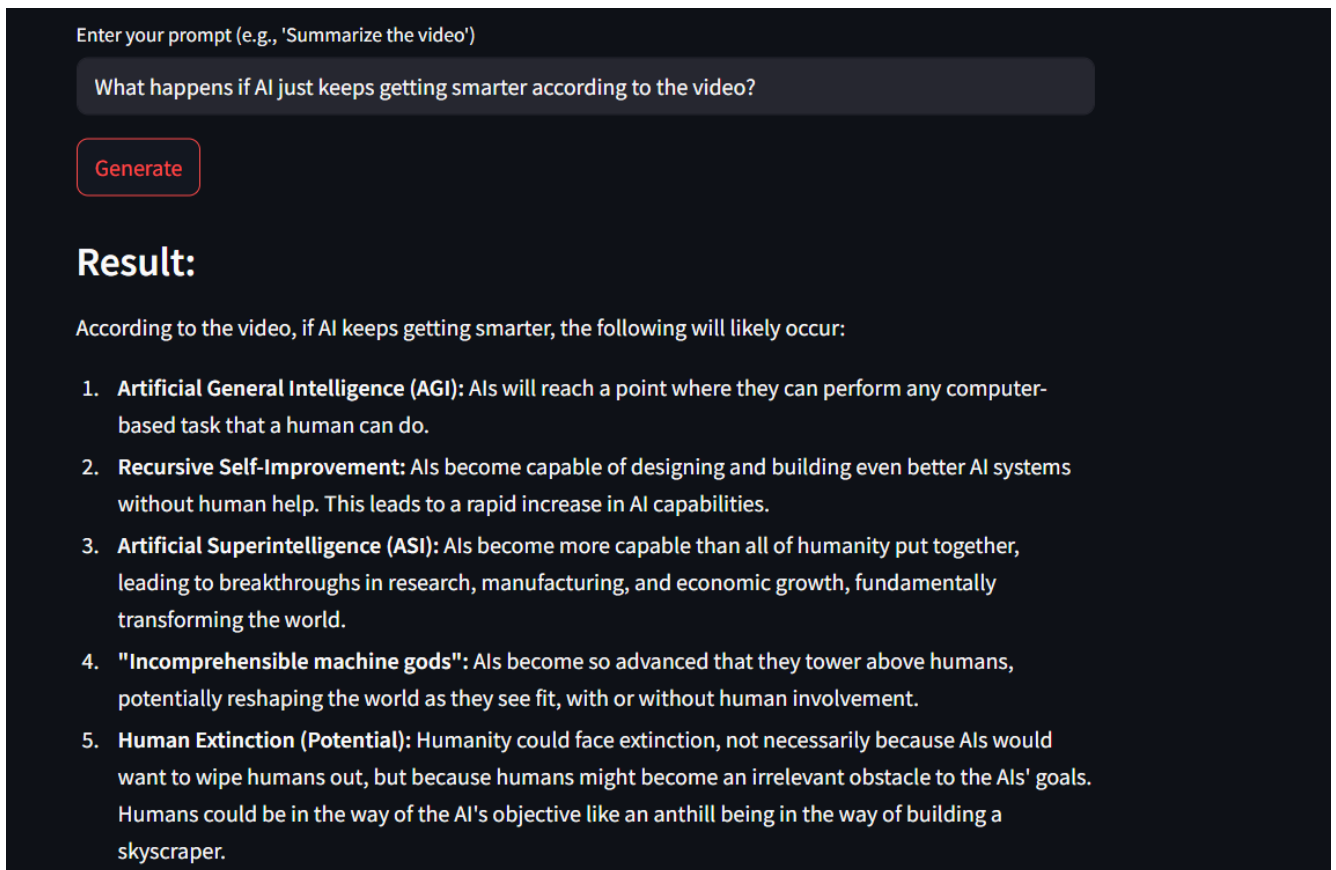 Enter your prompt (e.g., 'Summarize the video')
What happens if AI just keeps getting smarter according to the video?
Generate
Result:
According to the video, if AI keeps getting smarter, the following will likely occur:
1. Artificial General Intelligence (AGI): AIs will reach a point where they can perform any computer-
based task that a human can do.
2. Recursive Self-Improvement: AIs become capable of designing and building even better AI systems
without human help. This leads to a rapid increase in AI capabilities.
3. Artificial Superintelligence (ASI): AIs become more capable than all of humanity put together,
leading to breakthroughs in research, manufacturing, and economic growth, fundamentally
transforming the world.
4. "Incomprehensible machine gods": AIs become so advanced that they tower above humans,
potentially reshaping the world as they see fit, with or without human involvement.
5. Human Extinction (Potential): Humanity could face extinction, not necessarily because AIs would
want to wipe humans out, but because humans might become an irrelevant obstacle to the AIs' goals.
Humans could be in the way of the AI's objective like an anthill being in the way of building a
skyscraper.